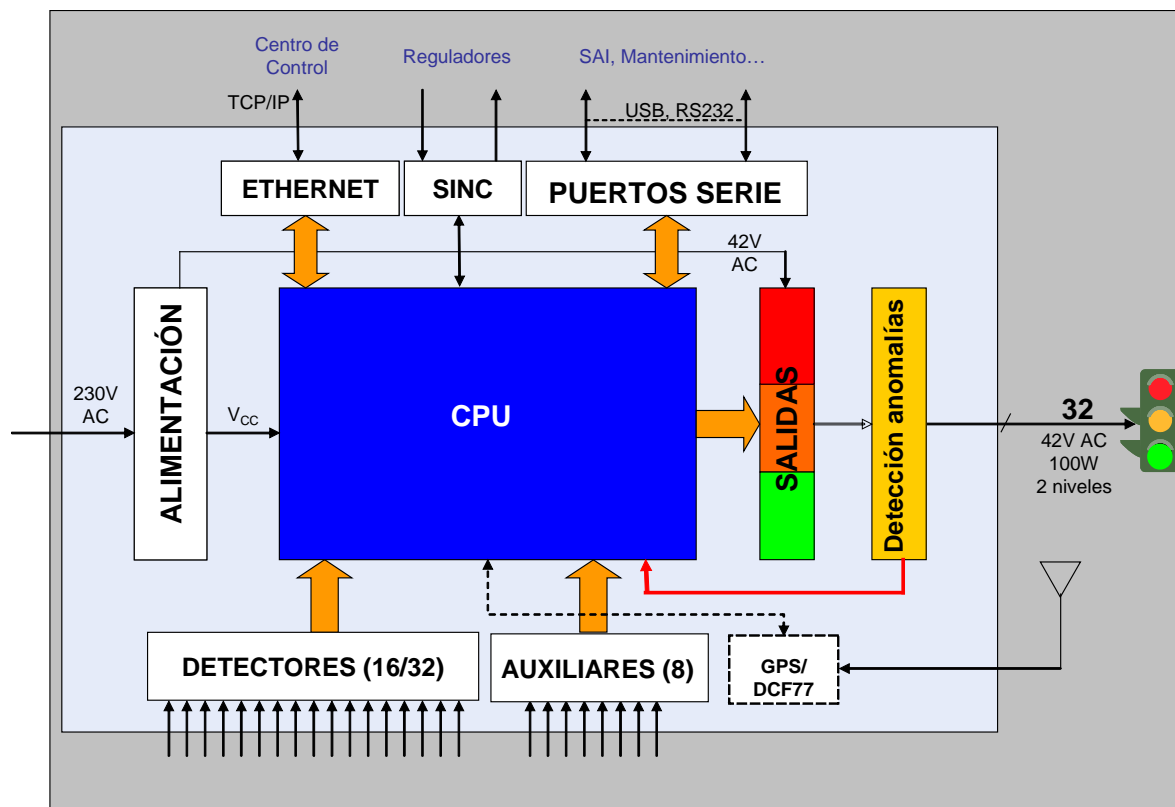 Centro de
Control
Reguladores
SAI, Mantenimiento…
TCP/IP
USB, RS232
ETHERNET
SINC
PUERTOS SERIE
42V
AC
ALIMENTACIÓN
230V
AC
VCC
CPU
SALIDAS
Detección anomalías
32
42V AC
100W
2 niveles
DETECTORES (16/32)
AUXILIARES (8)
GPS/
DCF77